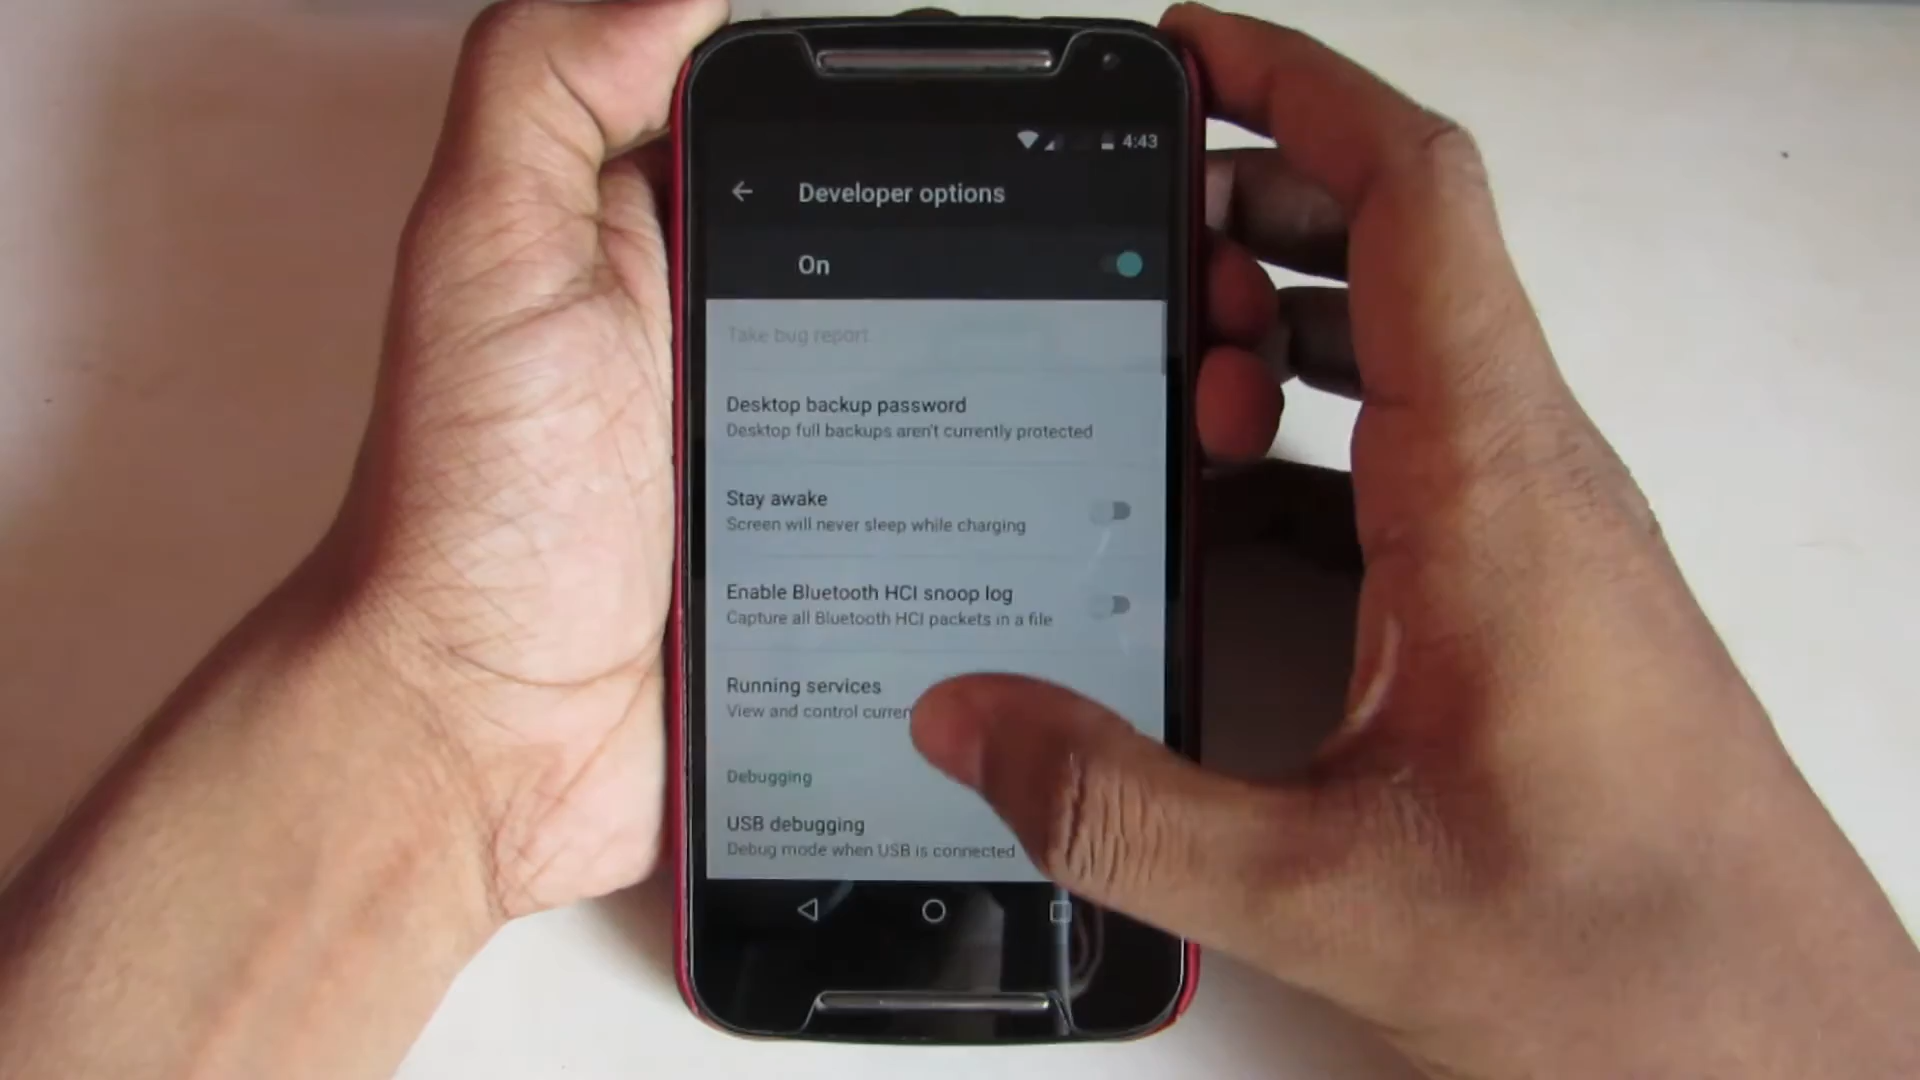 4:43
Developer options
On
Take bug report
Desktop backup password
Desktop full backups aren't currently protected
Stay awake
Screen will never sleep while charging
Enable Bluetooth HCI snoop log
Capture all Bluetooth HCI packets in a file
Running services
View and control
Debugging
USB debugging
Debug mode when USB is connected